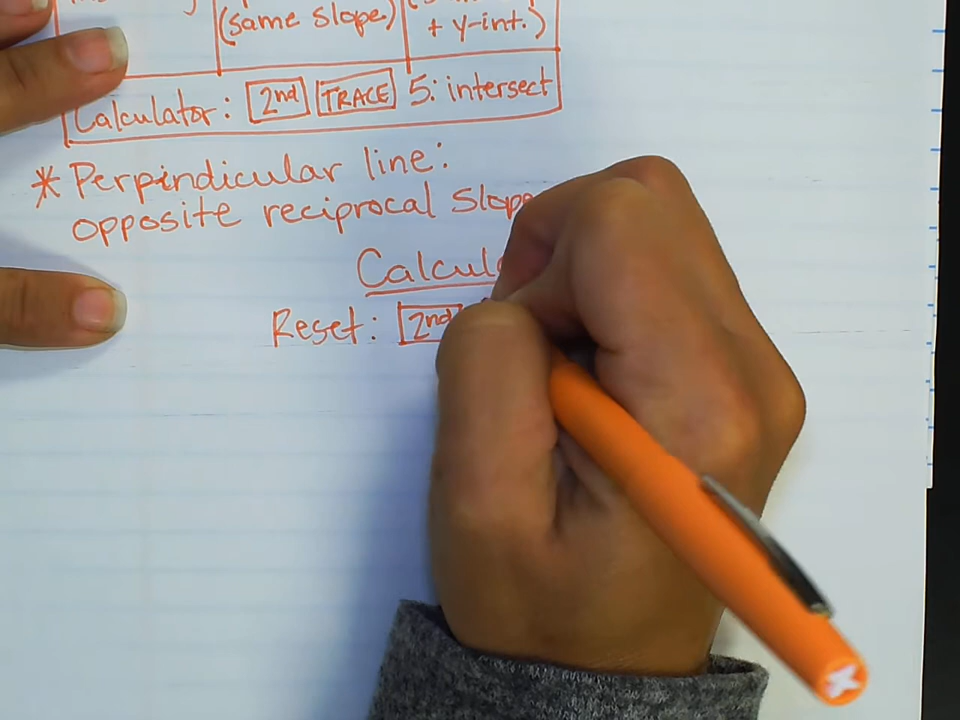 (same slope)
+ y-int.)
Calculator: 2nd TRACE 5: intersect
* Perpindicular line:
opposite reciprocal slope
Reset: 2nd